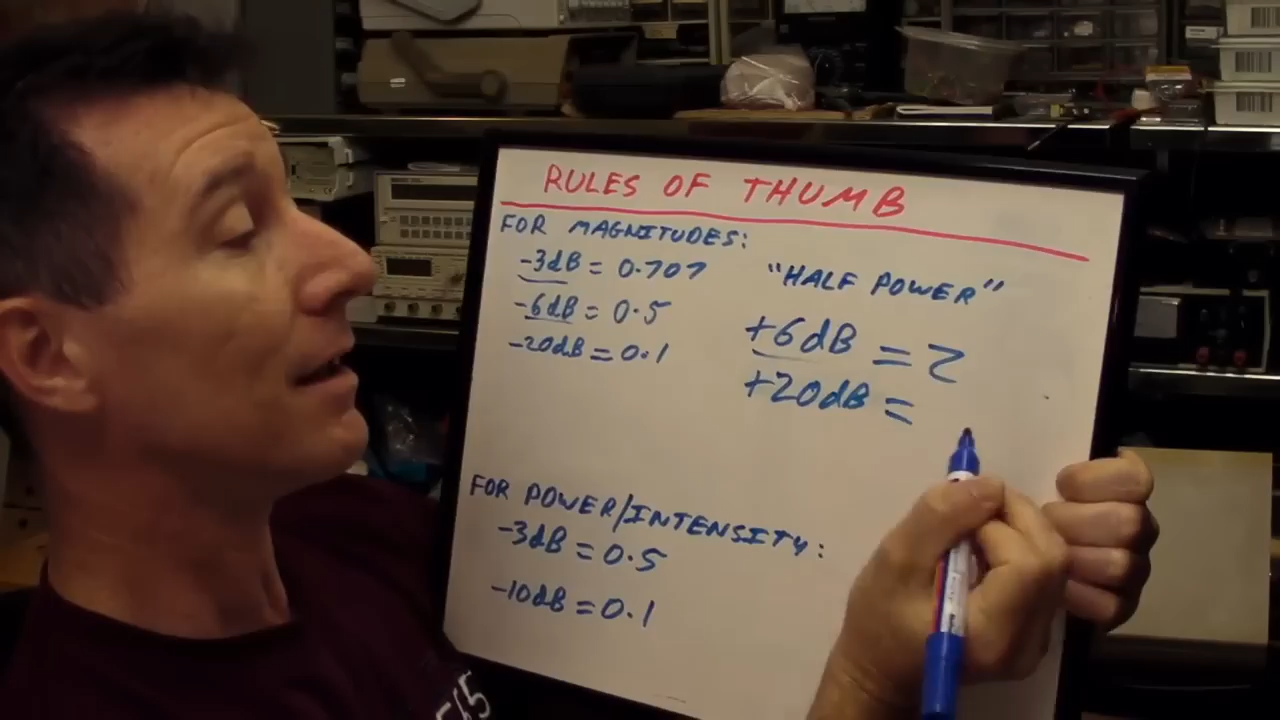 RULES OF THUMB
FOR MAGNITUDES:
-3dB = 0.707
"HALF POWER"
-6dB = 0.5
+6dB = 2
-20dB = 0.1
+20dB =
FOR POWER/INTENSITY:
-3dB = 0.5
-10dB = 0.1